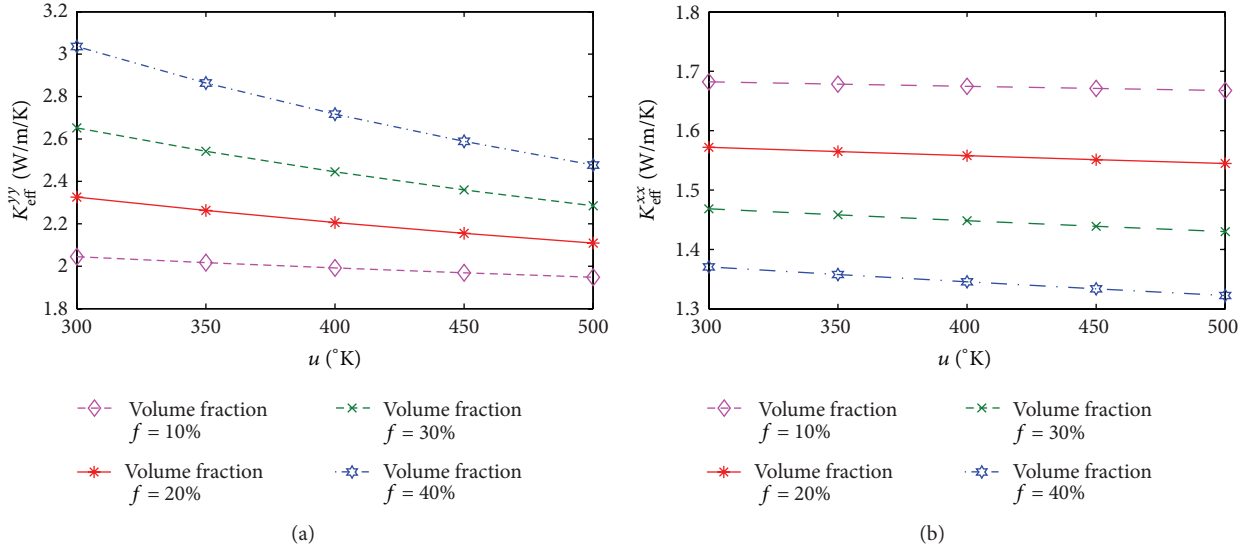 3.2
3
2.8
2.6
2.4
2.2
2
1.8
300 350 400 450 500
K_eff^yy (W/m/K)
u (°K)
Volume fraction
f = 10%
Volume fraction
f = 20%
Volume fraction
f = 30%
Volume fraction
f = 40%
(a)
1.8
1.7
1.6
1.5
1.4
1.3
300 350 400 450 500
K_eff^xx (W/m/K)
u (°K)
Volume fraction
f = 10%
Volume fraction
f = 20%
Volume fraction
f = 30%
Volume fraction
f = 40%
(b)